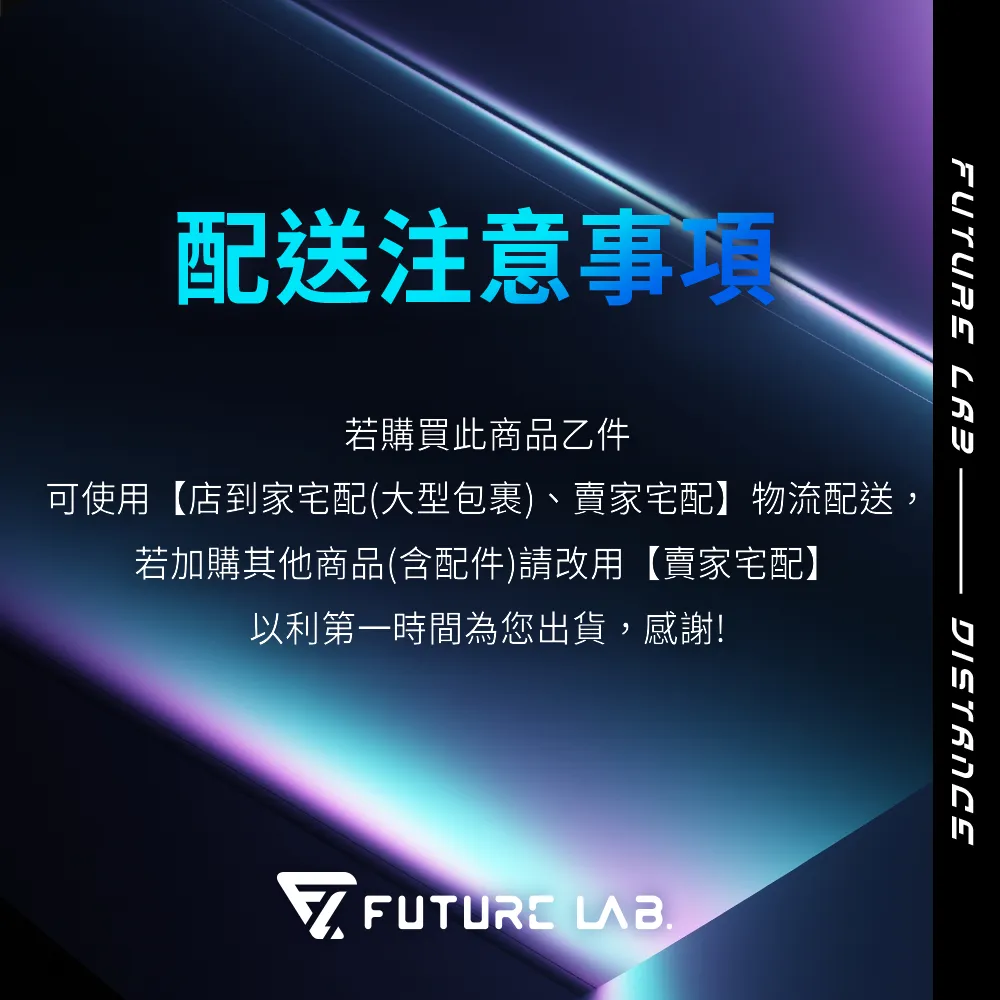 配送注意事項
若購買此商品乙件
可使用【店到家宅配(大型包裹)、賣家宅配】物流配送，
若加購其他商品(含配件)請改用【賣家宅配】
以利第一時間為您出貨，感謝!
FUTURE LAB.
FUTURE LAB — DISTANCE